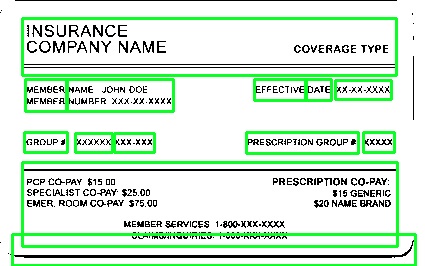 INSURANCE
COMPANY NAME
COVERAGE TYPE
MEMBER NAME JOHN DOE
MEMBER NUMBER XXX-XX-XXXX
EFFECTIVE DATE XX-XX-XXXX
GROUP # XXXXXX XXX-XXX
PRESCRIPTION GROUP # XXXXX
PCP CO-PAY $15.00
SPECIALIST CO-PAY $25.00
EMER. ROOM CO-PAY $75.00
PRESCRIPTION CO-PAY:
$15 GENERIC
$20 NAME BRAND
MEMBER SERVICES 1-800-XXX-XXXX
CLAIMS/INQUIRIES 1-800-XXX-XXXX